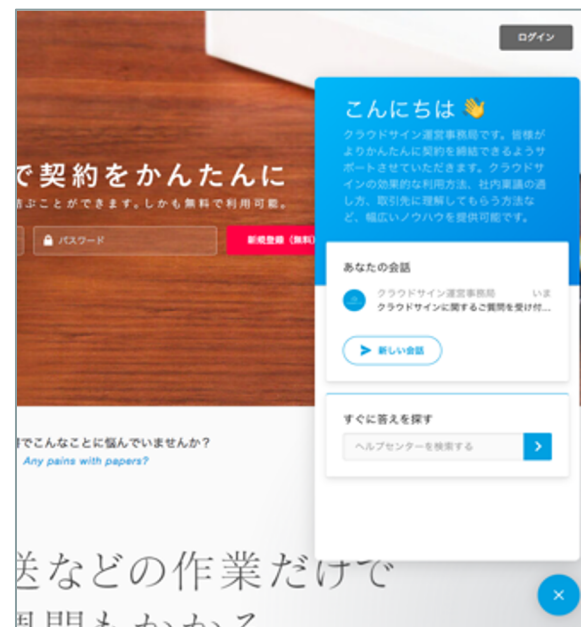 ログイン
で契約をかんたんに
結ぶことができます。しかも無料で利用可能。
パスワード
新規登録（無料）
こんにちは 👋
クラウドサイン運営事務局です。皆様が
よりかんたんに契約を締結できるようサ
ポートさせていただきます。クラウドサ
インの効果的な利用方法、社内稟議の通
し方、取引先に理解してもらう方法な
ど、幅広いノウハウを提供可能です。
あなたの会話
クラウドサイン運営事務局 いま
クラウドサインに関するご質問を受け付...
新しい会話
すぐに答えを探す
ヘルプセンターを検索する
でこんなことに悩んでいませんか？
Any pains with papers?
送などの作業だけで
週間もかかる